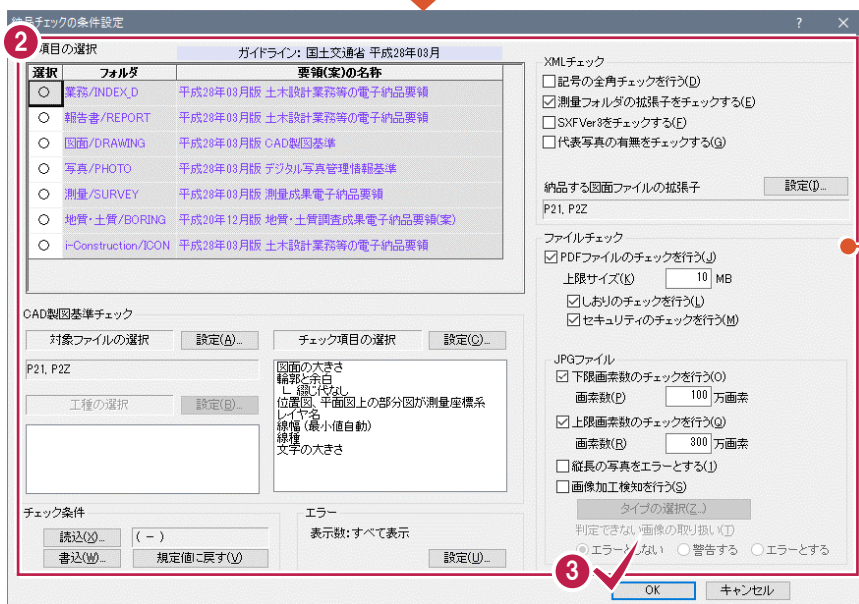 納品チェックの条件設定
2
項目の選択
ガイドライン: 国土交通省 平成28年03月
選択 フォルダ 要領(案)の名称
業務/INDEX_D 平成28年03月版 土木設計業務等の電子納品要領
報告書/REPORT 平成28年03月版 土木設計業務等の電子納品要領
図面/DRAWING 平成28年03月版 CAD製図基準
写真/PHOTO 平成28年03月版 デジタル写真管理情報基準
測量/SURVEY 平成28年03月版 測量成果電子納品要領
地質・土質/BORING 平成20年12月版 地質・土質調査成果電子納品要領(案)
i-Construction/ICON 平成28年03月版 土木設計業務等の電子納品要領
CAD製図基準チェック
対象ファイルの選択 設定(A)...
P21, P2Z
工種の選択 設定(B)...
チェック項目の選択 設定(C)...
図面の大きさ
輪郭と余白
∟ 綴じ代なし
位置図、平面図上の部分図が測量座標系
レイヤ名
線幅 (最小値自動)
線種
文字の大きさ
チェック条件
読込(X)... ( - )
書込(W)... 規定値に戻す(V)
エラー
表示数: すべて表示
設定(U)...
XMLチェック
記号の全角チェックを行う(D)
測量フォルダの拡張子をチェックする(E)
SXFVer3をチェックする(F)
代表写真の有無をチェックする(G)
納品する図面ファイルの拡張子 設定(I)...
P21, P2Z
ファイルチェック
PDFファイルのチェックを行う(J)
上限サイズ(K) 10 MB
しおりのチェックを行う(L)
セキュリティのチェックを行う(M)
JPGファイル
下限画素数のチェックを行う(O)
画素数(P) 100 万画素
上限画素数のチェックを行う(Q)
画素数(R) 300 万画素
縦長の写真をエラーとする(1)
画像加工検知を行う(S)
タイプの選択(Z...)
判定できない画像の取り扱い(T)
エラーとしない 警告する エラーとする
3
OK キャンセル